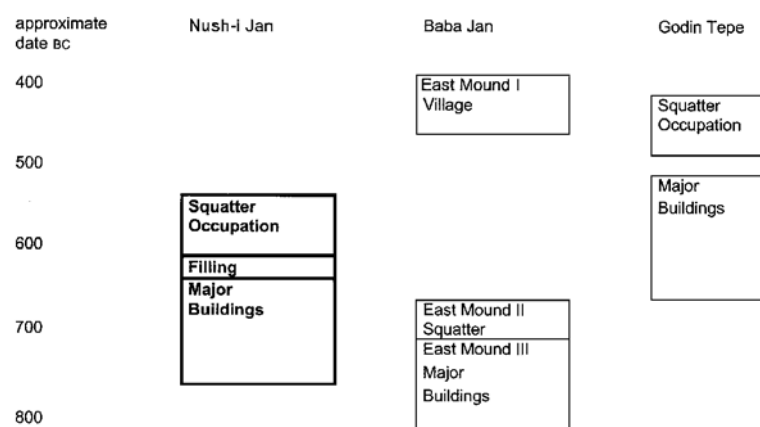 approximate
date BC
Nush-i Jan
Baba Jan
Godin Tepe
400
East Mound I
Village
Squatter
Occupation
500
Squatter
Occupation
Major
Buildings
600
Filling
Major
Buildings
700
East Mound II
Squatter
East Mound III
Major
Buildings
800